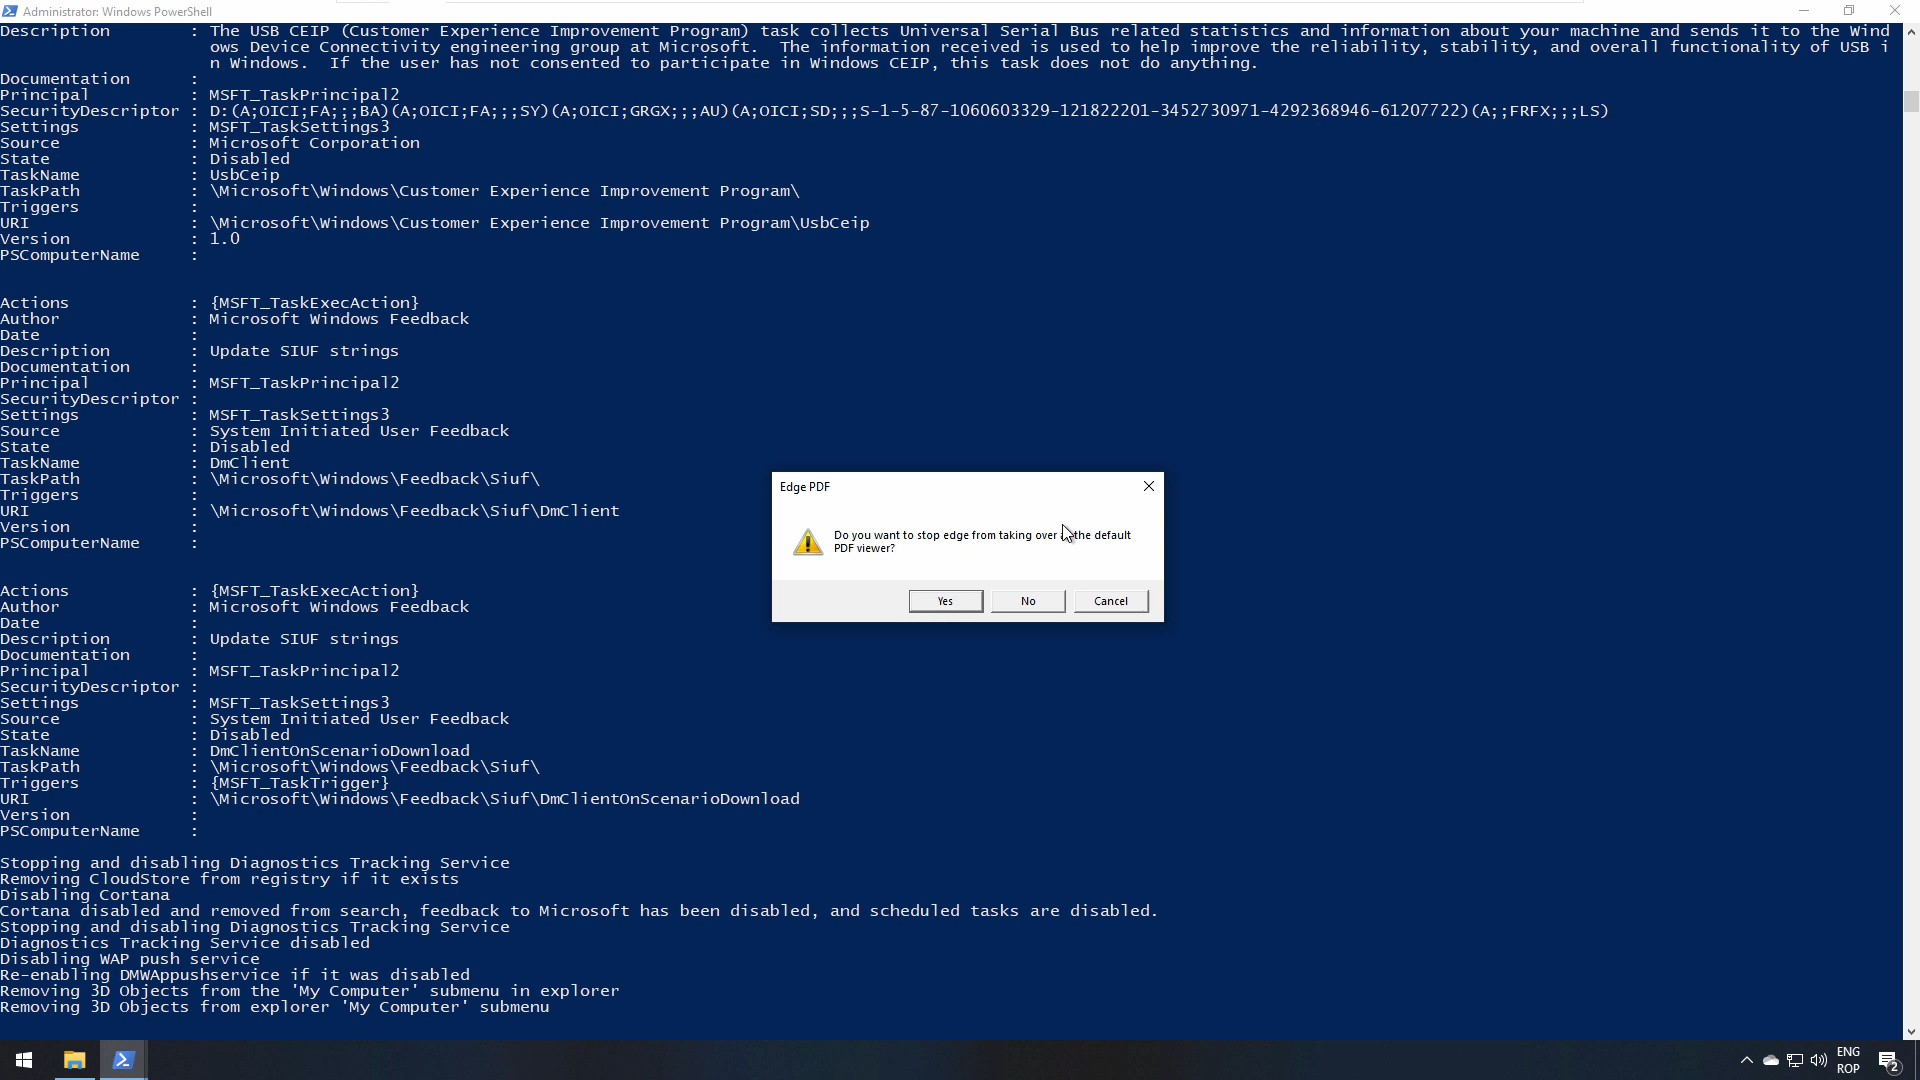 Administrator: Windows PowerShell
Description : The USB CEIP (Customer Experience Improvement Program) task collects Universal Serial Bus related statistics and information about your machine and sends it to the Wind
ows Device Connectivity engineering group at Microsoft.  The information received is used to help improve the reliability, stability, and overall functionality of USB i
n Windows.  If the user has not consented to participate in Windows CEIP, this task does not do anything.
Documentation :
Principal : MSFT_TaskPrincipal2
SecurityDescriptor : D:(A;OICI;FA;;;BA)(A;OICI;FA;;;SY)(A;OICI;GRGX;;;AU)(A;OICI;SD;;;S-1-5-87-1060603329-121822201-3452730971-4292368946-61207722)(A;;FRFX;;;LS)
Settings : MSFT_TaskSettings3
Source : Microsoft Corporation
State : Disabled
TaskName : UsbCeip
TaskPath : \Microsoft\Windows\Customer Experience Improvement Program\
Triggers :
URI : \Microsoft\Windows\Customer Experience Improvement Program\UsbCeip
Version : 1.0
PSComputerName :
Actions : {MSFT_TaskExecAction}
Author : Microsoft Windows Feedback
Date :
Description : Update SIUF strings
Documentation :
Principal : MSFT_TaskPrincipal2
SecurityDescriptor :
Settings : MSFT_TaskSettings3
Source : System Initiated User Feedback
State : Disabled
TaskName : DmClient
TaskPath : \Microsoft\Windows\Feedback\Siuf\
Triggers :
URI : \Microsoft\Windows\Feedback\Siuf\DmClient
Version :
PSComputerName :
Edge PDF
Do you want to stop edge from taking over the default
PDF viewer?
Yes No Cancel
Actions : {MSFT_TaskExecAction}
Author : Microsoft Windows Feedback
Date :
Description : Update SIUF strings
Documentation :
Principal : MSFT_TaskPrincipal2
SecurityDescriptor :
Settings : MSFT_TaskSettings3
Source : System Initiated User Feedback
State : Disabled
TaskName : DmClientOnScenarioDownload
TaskPath : \Microsoft\Windows\Feedback\Siuf\
Triggers : {MSFT_TaskTrigger}
URI : \Microsoft\Windows\Feedback\Siuf\DmClientOnScenarioDownload
Version :
PSComputerName :
Stopping and disabling Diagnostics Tracking Service
Removing CloudStore from registry if it exists
Disabling Cortana
Cortana disabled and removed from search, feedback to Microsoft has been disabled, and scheduled tasks are disabled.
Stopping and disabling Diagnostics Tracking Service
Diagnostics Tracking Service disabled
Disabling WAP push service
Re-enabling DMWAppushservice if it was disabled
Removing 3D Objects from the 'My Computer' submenu in explorer
Removing 3D Objects from explorer 'My Computer' submenu
ENG
ROP
2